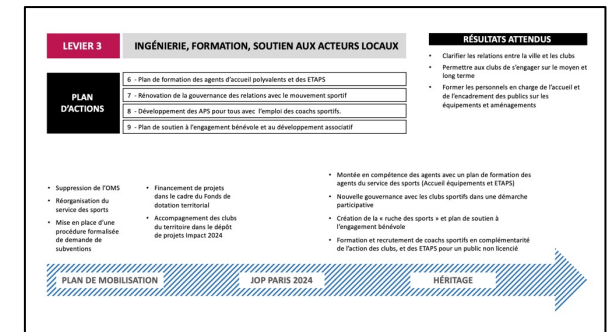 LEVIER 3
INGÉNIERIE, FORMATION, SOUTIEN AUX ACTEURS LOCAUX
RÉSULTATS ATTENDUS
• Clarifier les relations entre la ville et les clubs
• Permettre aux clubs de s'engager sur le moyen et
long terme
• Former les personnels en charge de l'accueil et
de l'encadrement des publics sur les
équipements et aménagements
PLAN
D'ACTIONS
6 - Plan de formation des agents d'accueil polyvalents et des ETAPS
7 - Rénovation de la gouvernance des relations avec le mouvement sportif
8 - Développement des APS pour tous avec l'emploi des coachs sportifs.
9 - Plan de soutien à l'engagement bénévole et au développement associatif
• Suppression de l'OMS
• Réorganisation du
service des sports
• Mise en place d'une
procédure formalisée
de demande de
subventions
• Financement de projets
dans le cadre du Fonds de
dotation territorial
• Accompagnement des clubs
du territoire dans le dépôt
de projets Impact 2024
• Montée en compétence des agents avec un plan de formation des
agents du service des sports (Accueil équipements et ETAPS)
• Nouvelle gouvernance avec les clubs sportifs dans une démarche
participative
• Création de la « ruche des sports » et plan de soutien à
l'engagement bénévole
• Formation et recrutement de coachs sportifs en complémentarité
de l'action des clubs, et des ETAPS pour un public non licencié
PLAN DE MOBILISATION
JOP PARIS 2024
HÉRITAGE